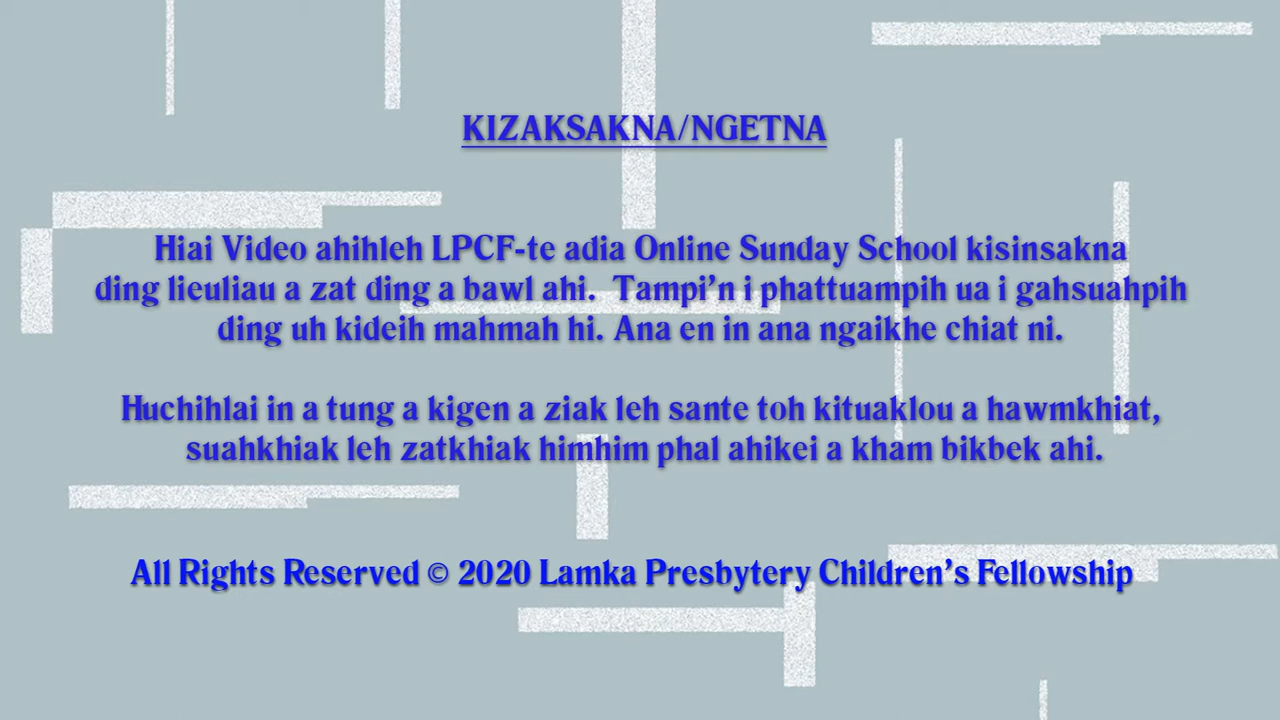 KIZAKSAKNA/NGETNA
Hiai Video ahihleh LPCF-te adia Online Sunday School kisinsakna
ding lieuliau a zat ding a bawl ahi. Tampi'n i phattuampih ua i gahsuahpih
ding uh kideih mahmah hi. Ana en in ana ngaikhe chiat ni.
Huchihlai in a tung a kigen a ziak leh sante toh kituaklou a hawmkhiat,
suahkhiak leh zatkhiak himhim phal ahikei a kham bikbek ahi.
All Rights Reserved © 2020 Lamka Presbytery Children's Fellowship